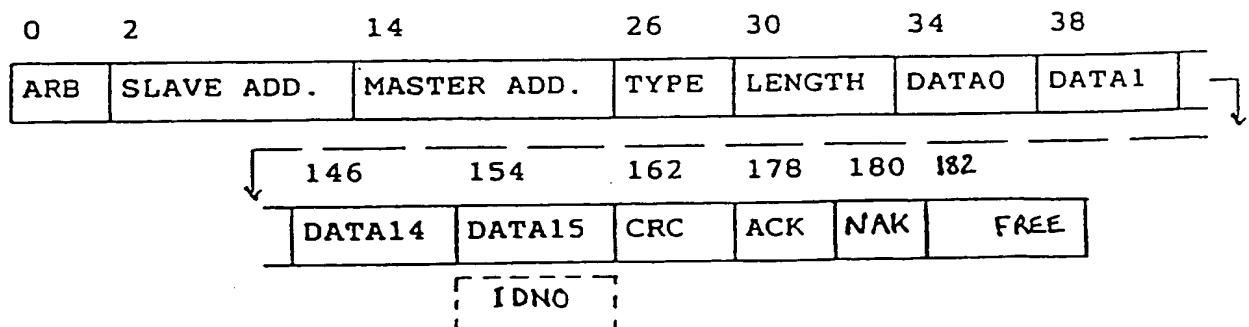 0 2 14 26 30 34 38
ARB SLAVE ADD. MASTER ADD. TYPE LENGTH DATA0 DATA1
146 154 162 178 180 182
DATA14 DATA15 CRC ACK NAK FREE
IDNO